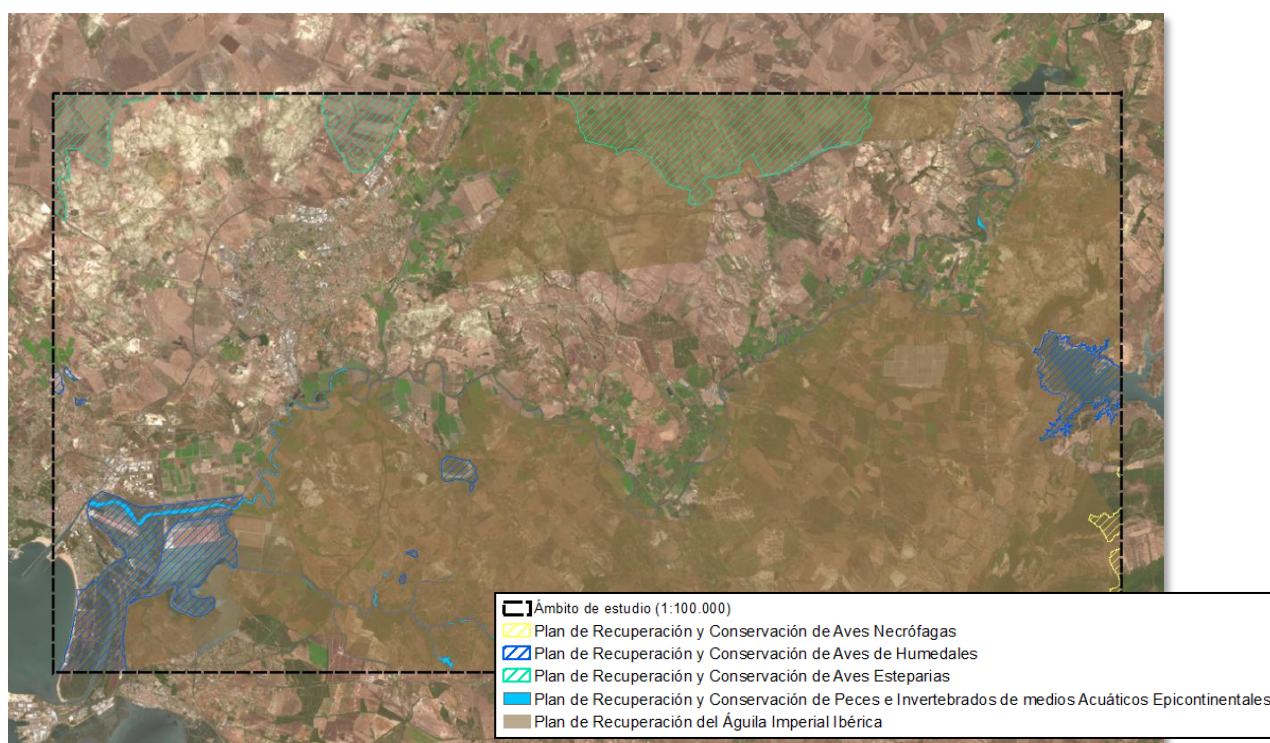 Ámbito de estudio (1:100.000)
Plan de Recuperación y Conservación de Aves Necrófagas
Plan de Recuperación y Conservación de Aves de Humedales
Plan de Recuperación y Conservación de Aves Esteparias
Plan de Recuperación y Conservación de Peces e Invertebrados de medios Acuáticos Epicontinentales
Plan de Recuperación del Águila Imperial Ibérica